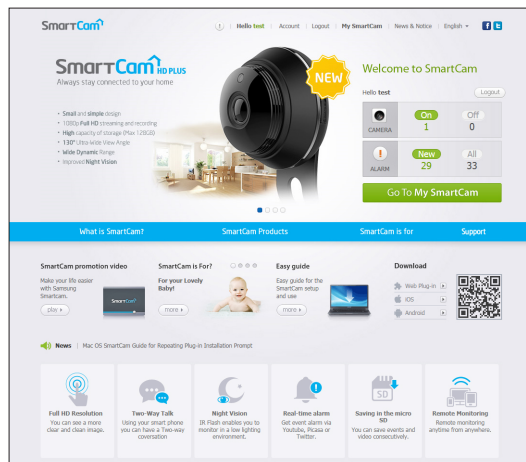 SmartCam
Hello test | Account | Logout | My SmartCam | News & Notice | English
SmartCam HD PLUS
Always stay connected to your home
NEW
• Small and simple design
• 1080p Full HD streaming and recording
• High capacity of storage (Max 128GB)
• 130° Ultra-Wide View Angle
• Wide Dynamic Range
• Improved Night Vision
Welcome to SmartCam
Hello test
Logout
CAMERA
On
1
Off
0
ALARM
New
29
All
33
Go To My SmartCam
What is SmartCam?
SmartCam Products
SmartCam is for
Support
SmartCam promotion video
Make your life easier
with Samsung
Smartcams.
play
SmartCam
SmartCam is For?
For your Lovely
Baby!
more
Easy guide
Easy guide for the
SmartCam setup
and use
more
Download
Web Plug-in
iOS
Android
News | Mac OS SmartCam Guide for Repeating Plug-in Installation Prompt
Full HD Resolution
You can see a more
clear and clean image.
Two-Way Talk
Using your smart phone
you can have a Two-way
coversation
Night Vision
IR Flash enables you to
monitor in a low lighting
environment.
Real-time alarm
Get event alarm via
Youtube, Picasa or
Twitter.
SD
Saving in the micro
SD
You can save events and
video consecutively.
Remote Monitoring
Remote monitoring
anytime from anywhere.